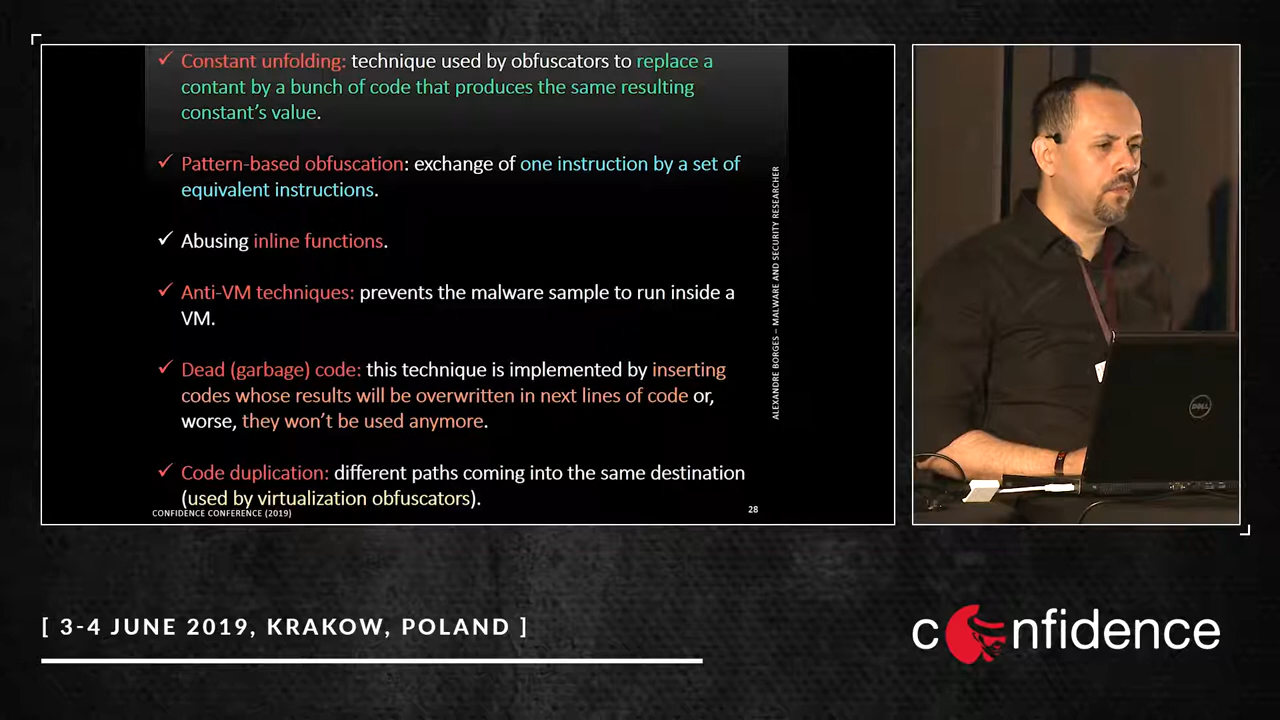 ✓ Constant unfolding: technique used by obfuscators to replace a
contant by a bunch of code that produces the same resulting
constant's value.
✓ Pattern-based obfuscation: exchange of one instruction by a set of
equivalent instructions.
✓ Abusing inline functions.
✓ Anti-VM techniques: prevents the malware sample to run inside a
VM.
✓ Dead (garbage) code: this technique is implemented by inserting
codes whose results will be overwritten in next lines of code or,
worse, they won't be used anymore.
✓ Code duplication: different paths coming into the same destination
(used by virtualization obfuscators).
CONFIDENCE CONFERENCE (2019)
28
ALEXANDRE BORGES – MALWARE AND SECURITY RESEARCHER
DELL
[ 3-4 JUNE 2019, KRAKOW, POLAND ]
confidence